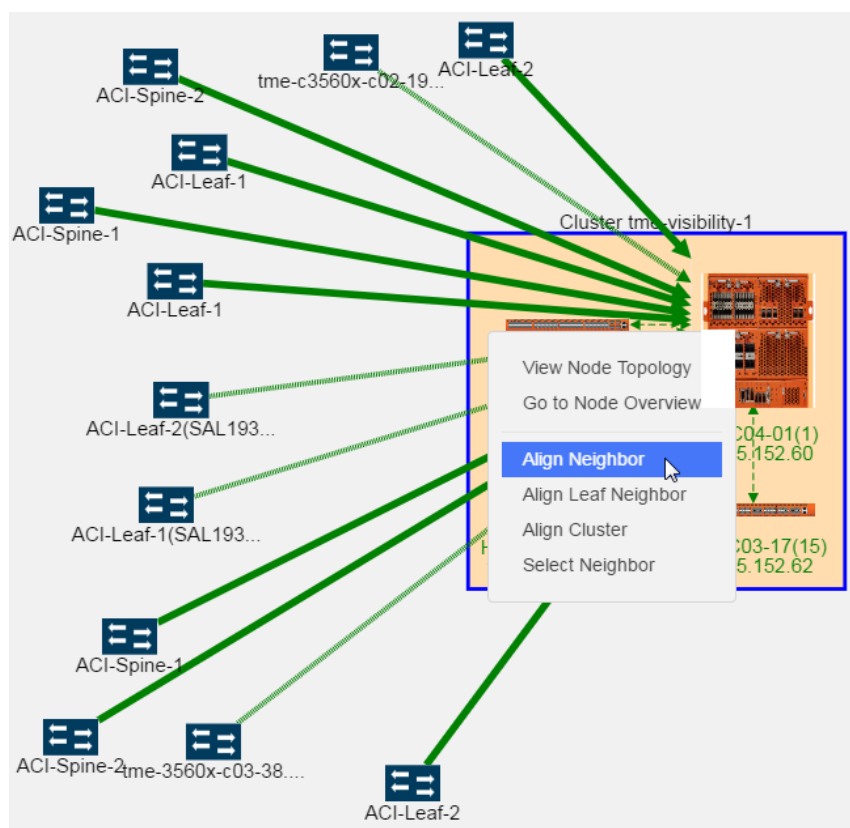 ACI-Leaf-2
tme-c3560x-c02-19...
ACI-Spine-2
ACI-Leaf-1
ACI-Spine-1
Cluster tme-visibility-1
ACI-Leaf-1
View Node Topology
Go to Node Overview
ACI-Leaf-2(SAL193...
C04-01(1)
5.152.60
Align Neighbor
Align Leaf Neighbor
ACI-Leaf-1(SAL193...
Align Cluster
H
C03-17(15)
5.152.62
Select Neighbor
ACI-Spine-1
ACI-Spine-2
tme-3560x-c03-38....
ACI-Leaf-2